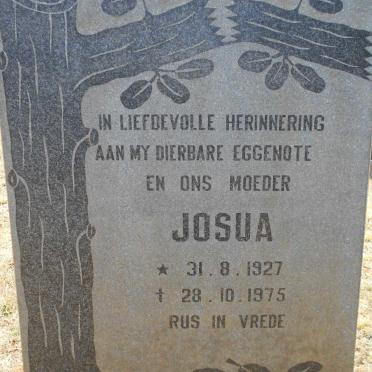 IN LIEFDEVOLLE HERINNERING
AAN MY DIERBARE EGGENOTE
EN ONS MOEDER
JOSUA
★ 31.8.1927
† 28.10.1975
RUS IN VREDE